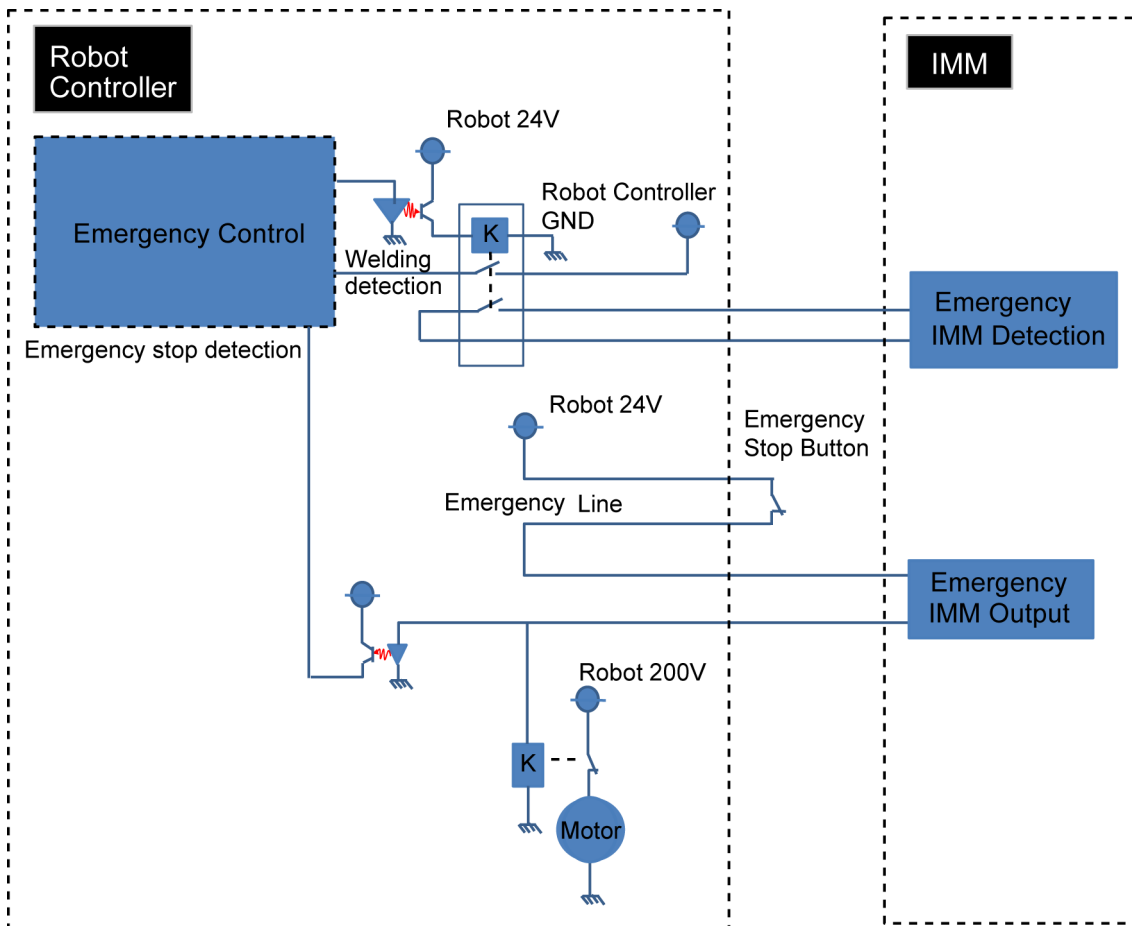 Robot
Controller
IMM
Robot 24V
Robot Controller
GND
Emergency Control
K
Welding
detection
Emergency
IMM Detection
Emergency stop detection
Robot 24V
Emergency
Stop Button
Emergency Line
Emergency
IMM Output
Robot 200V
K
Motor